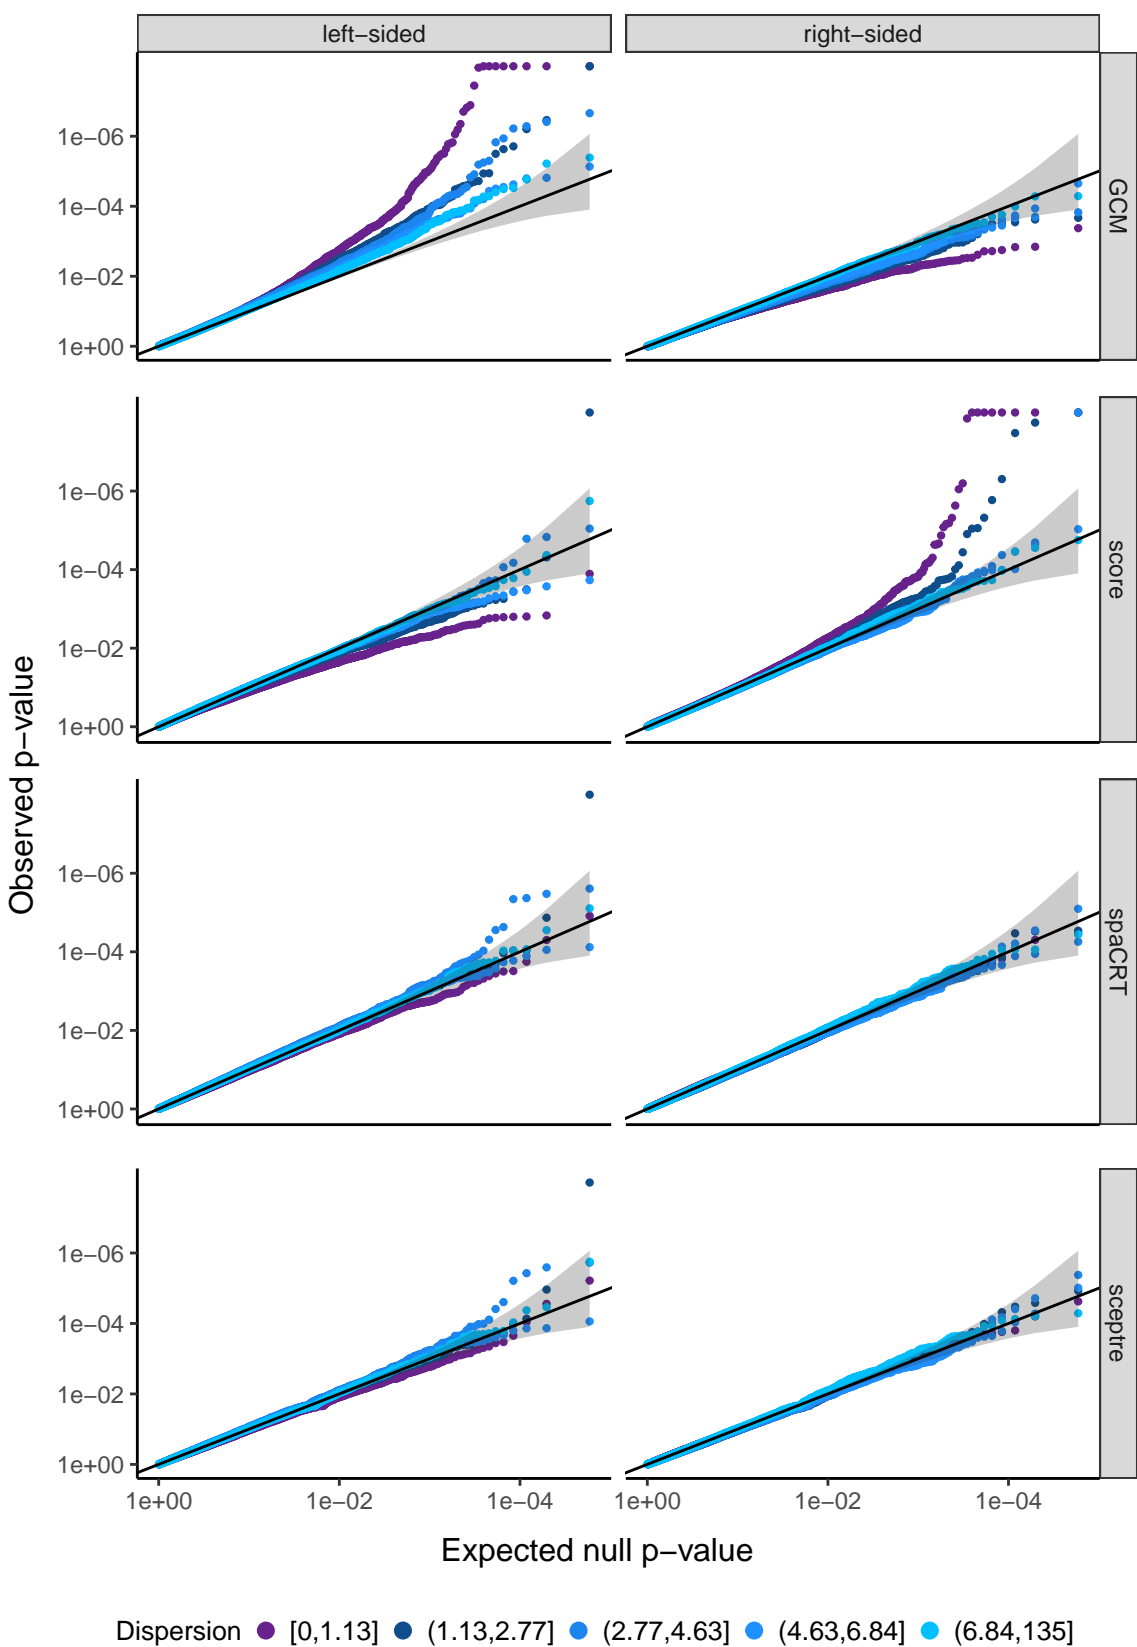 left−sided
right−sided
1e−06
1e−04
1e−02
1e+00
GCM
1e−06
1e−04
1e−02
1e+00
score
Observed p−value
1e−06
1e−04
1e−02
1e+00
spaCRT
1e−06
1e−04
1e−02
1e+00
sceptre
1e+00 1e−02 1e−04 1e+00 1e−02 1e−04
Expected null p−value
Dispersion [0,1.13] (1.13,2.77] (2.77,4.63] (4.63,6.84] (6.84,135]